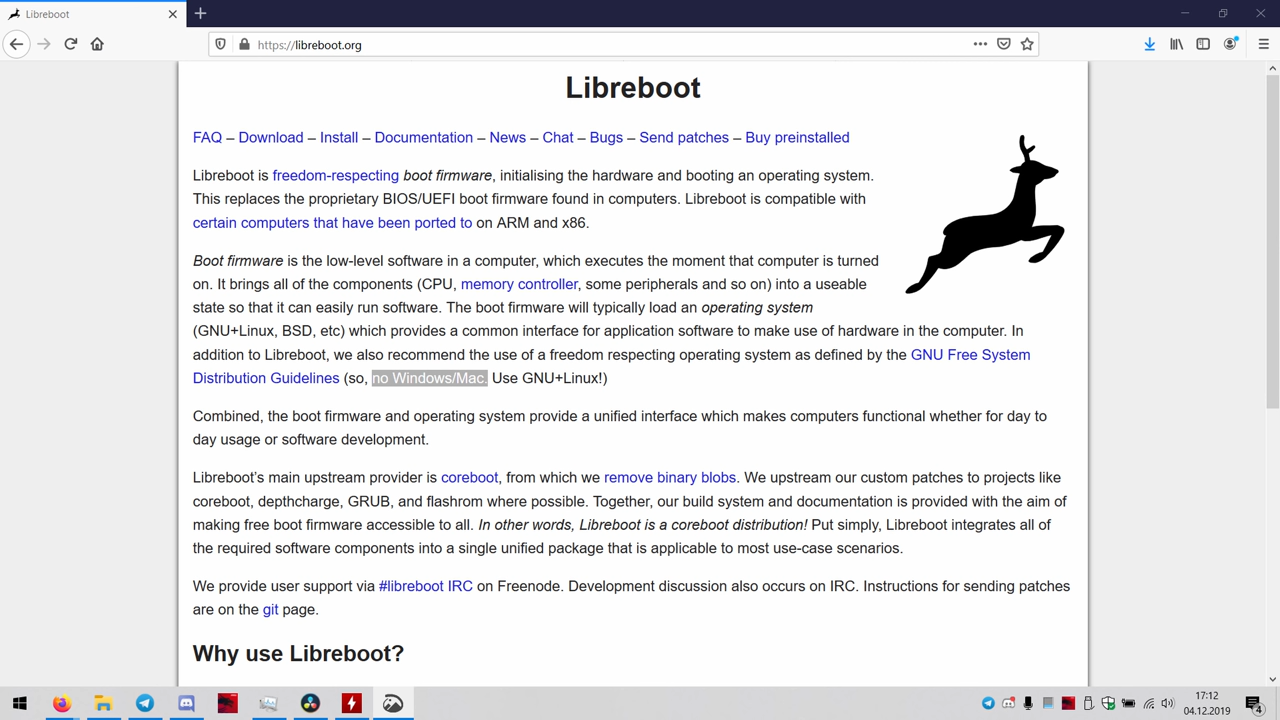 Libreboot
https://libreboot.org
Libreboot
FAQ – Download – Install – Documentation – News – Chat – Bugs – Send patches – Buy preinstalled
Libreboot is freedom-respecting boot firmware, initialising the hardware and booting an operating system.
This replaces the proprietary BIOS/UEFI boot firmware found in computers. Libreboot is compatible with
certain computers that have been ported to on ARM and x86.
Boot firmware is the low-level software in a computer, which executes the moment that computer is turned
on. It brings all of the components (CPU, memory controller, some peripherals and so on) into a useable
state so that it can easily run software. The boot firmware will typically load an operating system
(GNU+Linux, BSD, etc) which provides a common interface for application software to make use of hardware in the computer. In
addition to Libreboot, we also recommend the use of a freedom respecting operating system as defined by the GNU Free System
Distribution Guidelines (so, no Windows/Mac. Use GNU+Linux!)
Combined, the boot firmware and operating system provide a unified interface which makes computers functional whether for day to
day usage or software development.
Libreboot’s main upstream provider is coreboot, from which we remove binary blobs. We upstream our custom patches to projects like
coreboot, depthcharge, GRUB, and flashrom where possible. Together, our build system and documentation is provided with the aim of
making free boot firmware accessible to all. In other words, Libreboot is a coreboot distribution! Put simply, Libreboot integrates all of
the required software components into a single unified package that is applicable to most use-case scenarios.
We provide user support via #libreboot IRC on Freenode. Development discussion also occurs on IRC. Instructions for sending patches
are on the git page.
Why use Libreboot?
17:12
04.12.2019
4